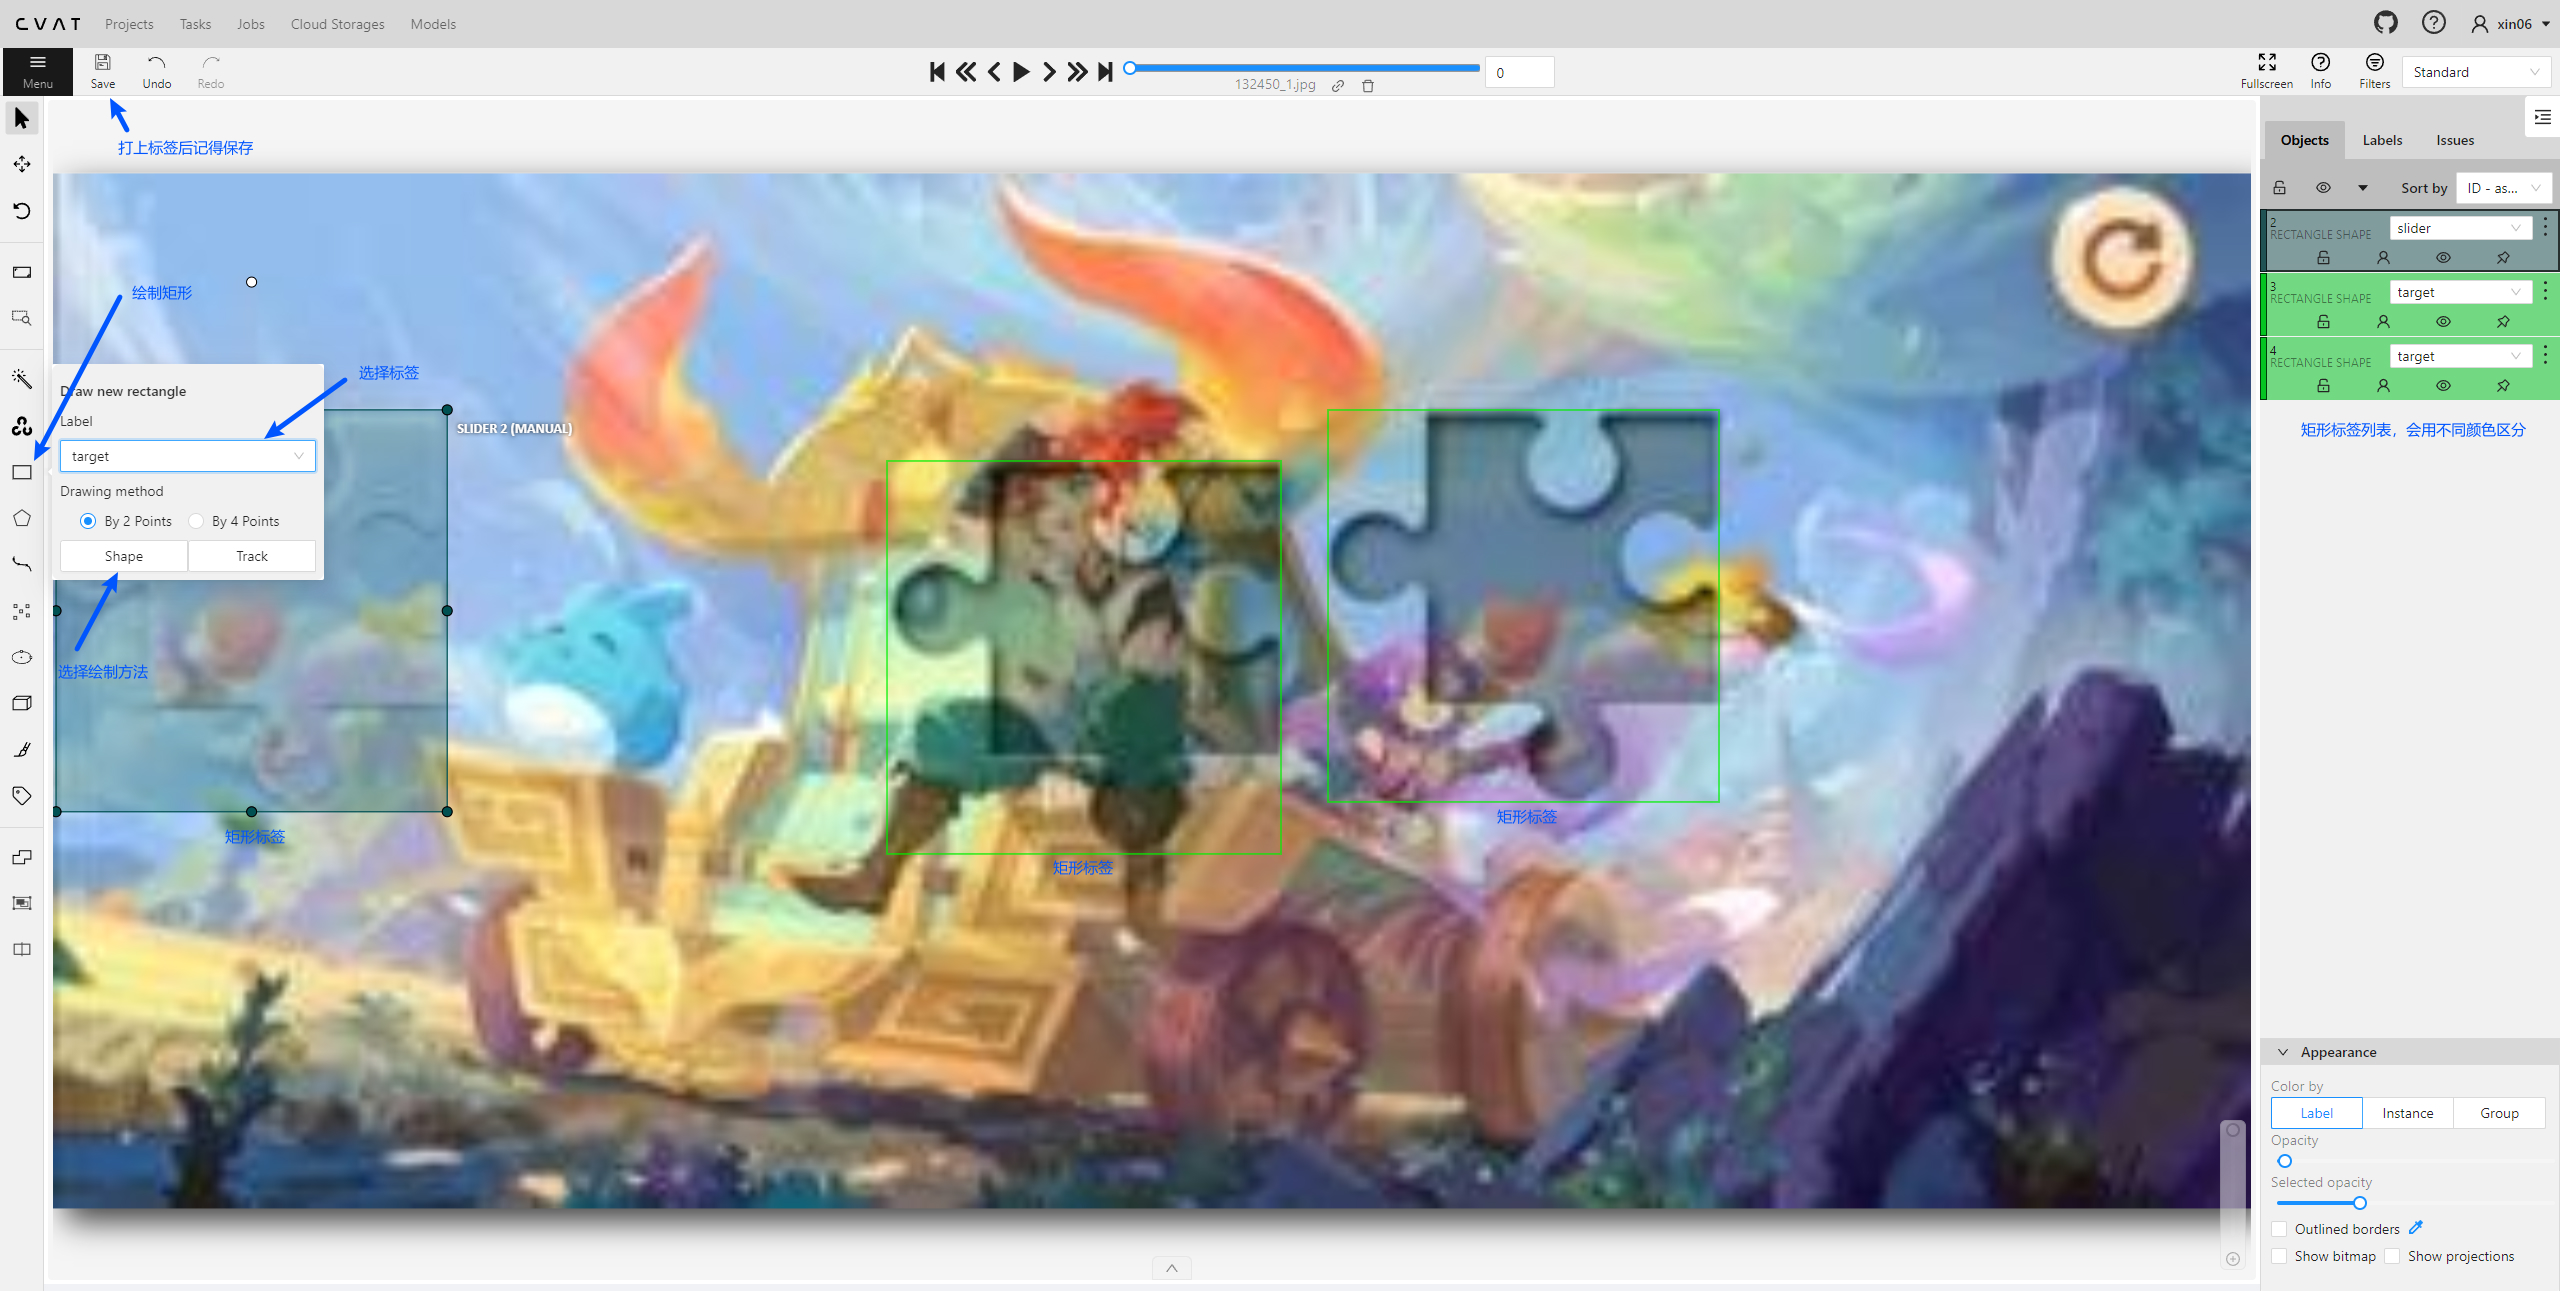 CVAT
Projects
Tasks
Jobs
Cloud Storages
Models
xin06
Menu
Save
Undo
Redo
132450_1.jpg
0
Fullscreen
Info
Filters
Standard
打上标签后记得保存
绘制矩形
选择标签
Draw new rectangle
Label
target
Drawing method
By 2 Points
By 4 Points
Shape
Track
选择绘制方法
SLIDER 2 (MANUAL)
矩形标签
矩形标签
矩形标签
Objects
Labels
Issues
Sort by
ID - as...
2
RECTANGLE SHAPE
slider
3
RECTANGLE SHAPE
target
4
RECTANGLE SHAPE
target
矩形标签列表，会用不同颜色区分
Appearance
Color by
Label
Instance
Group
Opacity
Selected opacity
Outlined borders
Show bitmap
Show projections